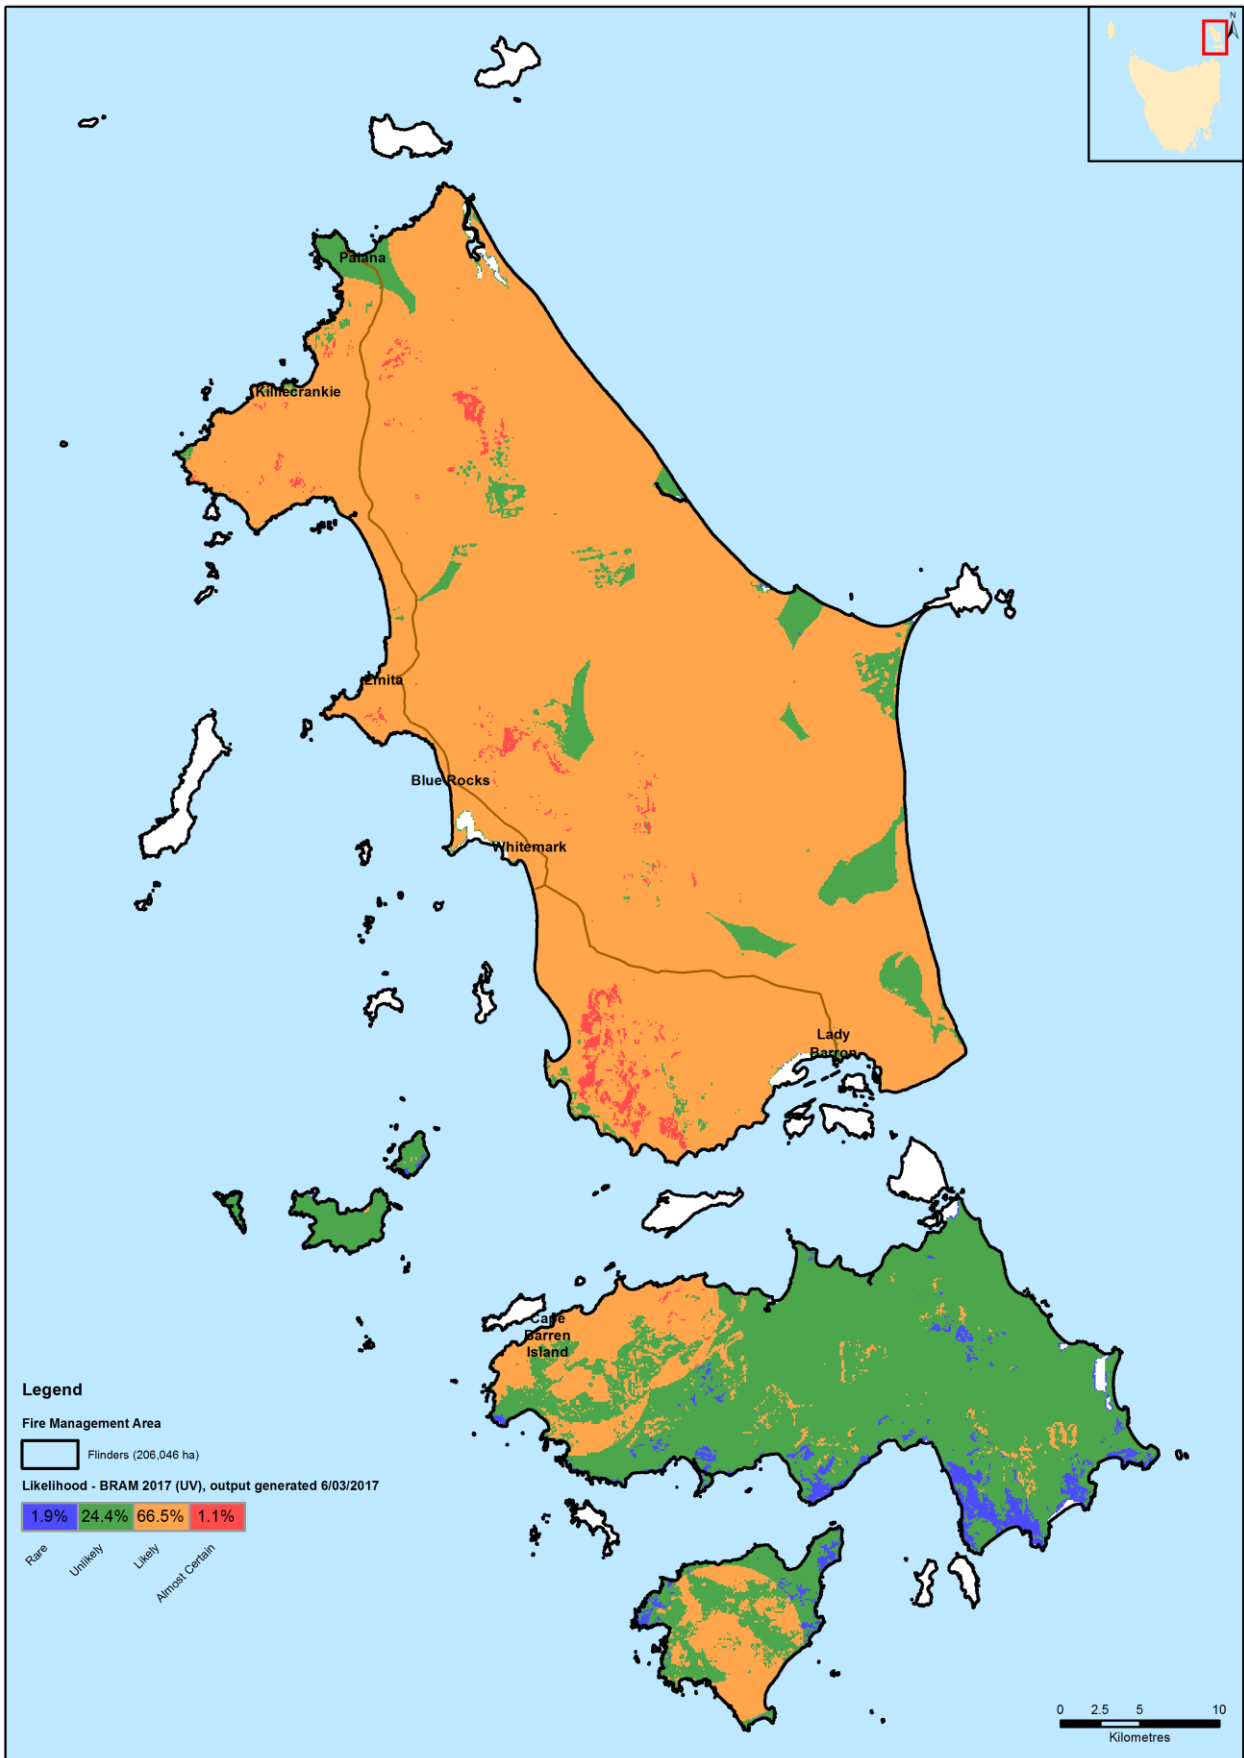 N
Palana
Killiecrankie
Emita
Blue Rocks
Whitemark
Lady
Barron
Cape
Barren
Island
Legend
Fire Management Area
Flinders (206,046 ha)
Likelihood - BRAM 2017 (UV), output generated 6/03/2017
1.9% 24.4% 66.5% 1.1%
Rare Unlikely Likely Almost Certain
0 2.5 5 10
Kilometres